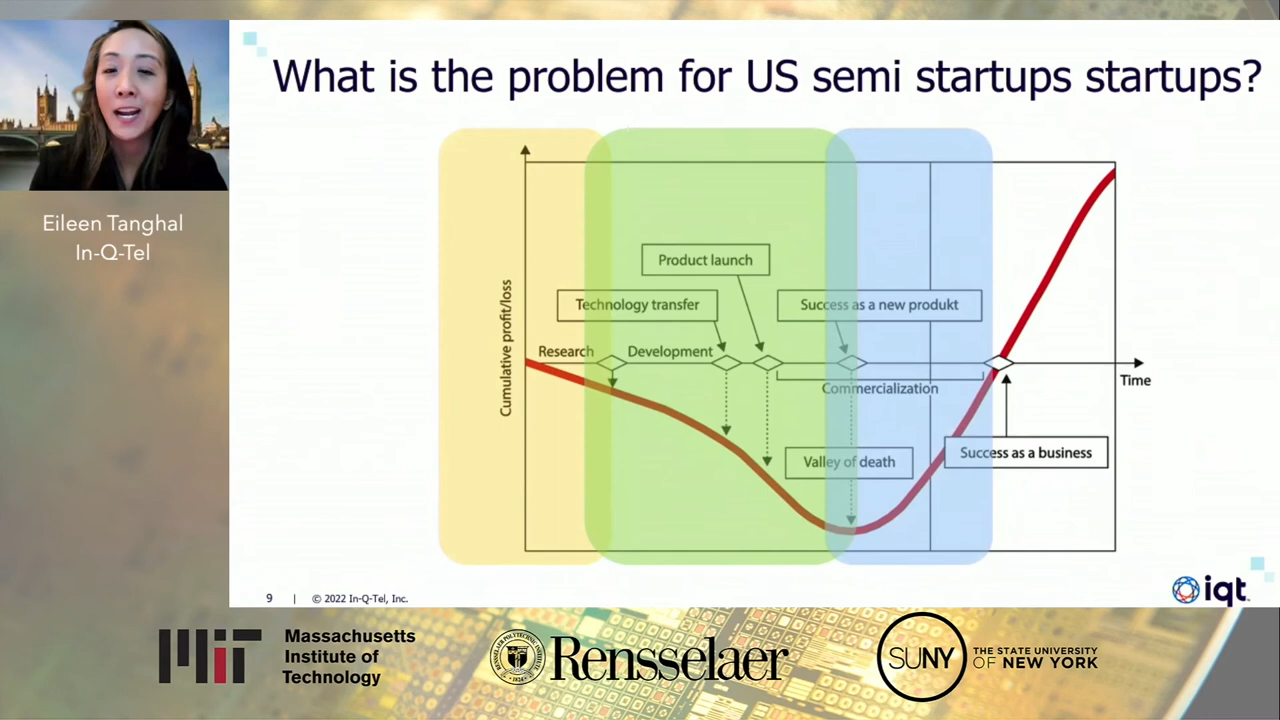 What is the problem for US semi startups startups?
Eileen Tanghal
In-Q-Tel
Product launch
Technology transfer
Success as a new produkt
Research
Development
Cumulative profit/loss
Time
Commercialization
Valley of death
Success as a business
9 | © 2022 In-Q-Tel, Inc.
iqt
MIT
Massachusetts
Institute of
Technology
Rensselaer
SUNY
THE STATE UNIVERSITY
OF NEW YORK